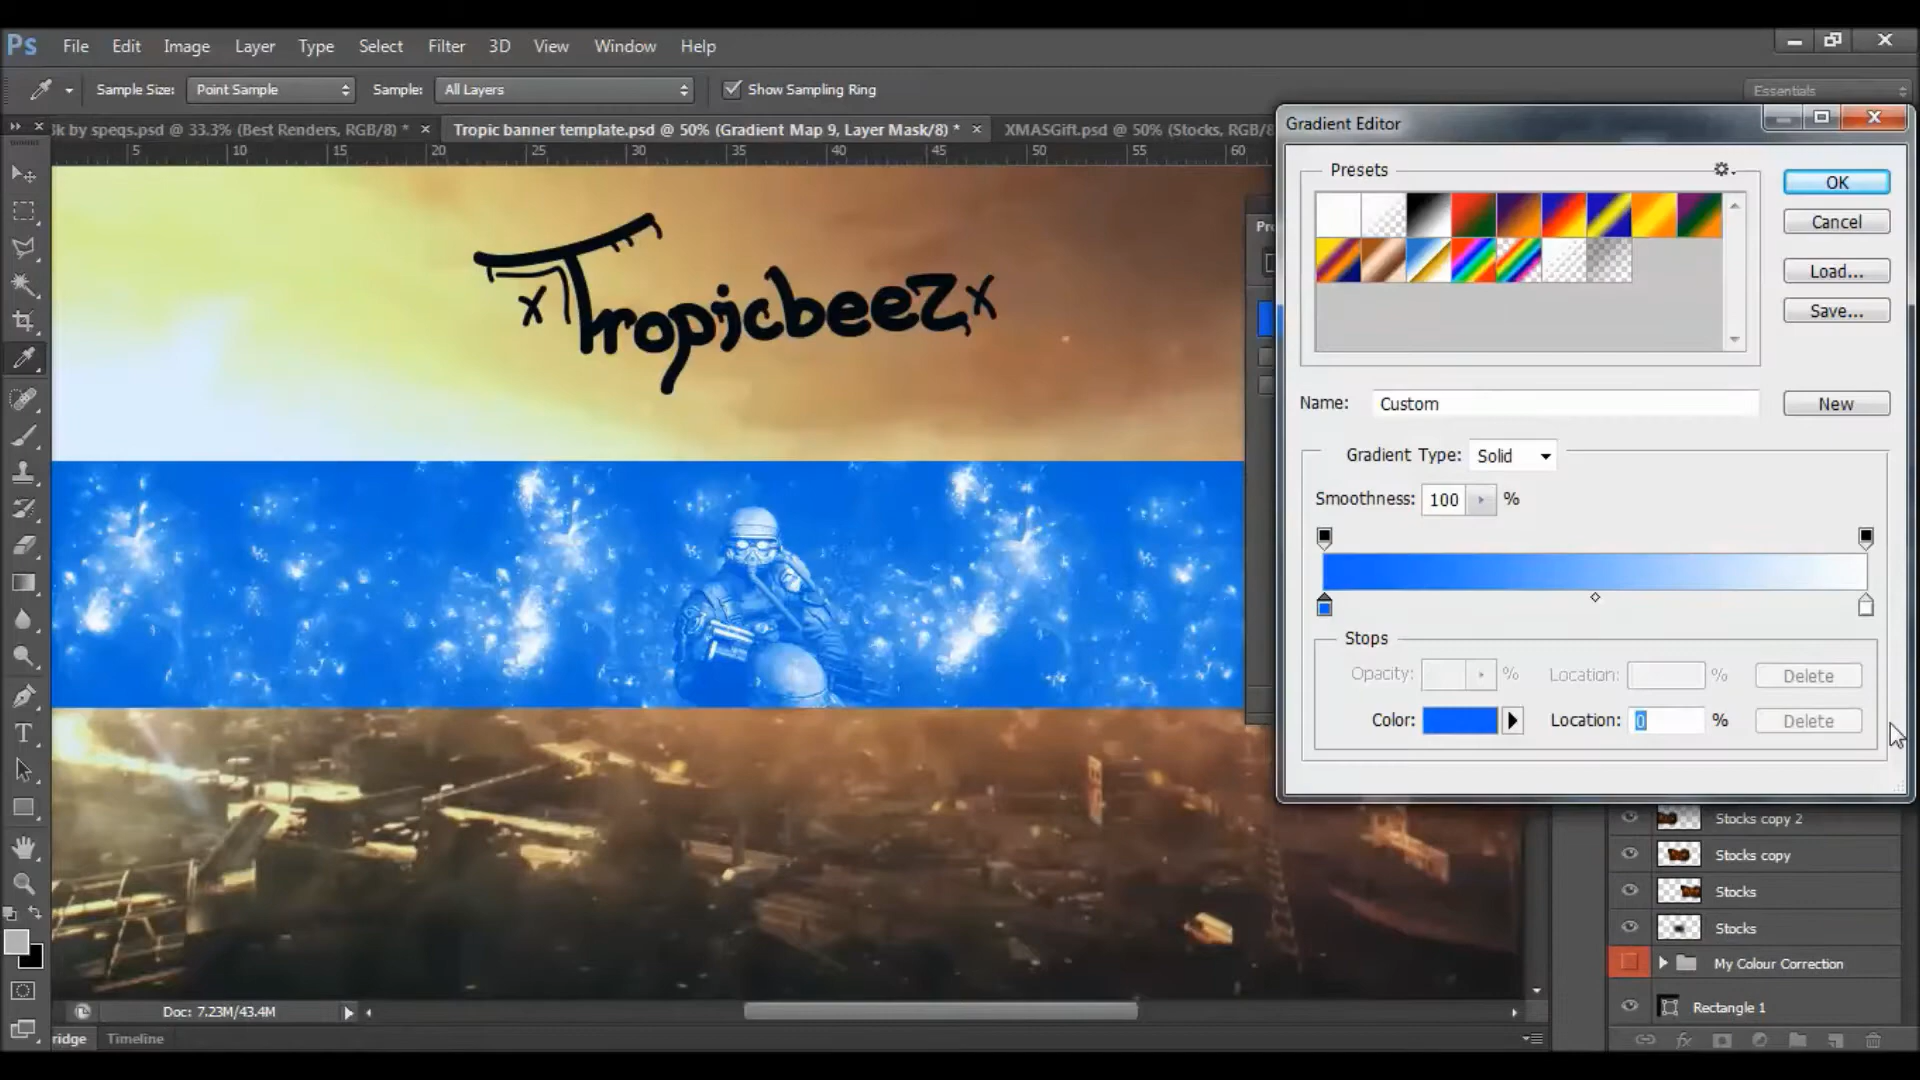 Ps File Edit Image Layer Type Select Filter 3D View Window Help
Sample Size: Point Sample Sample: All Layers Show Sampling Ring Essentials
k by speqs.psd @ 33.3% (Best Renders, RGB/8) * × Tropic banner template.psd @ 50% (Gradient Map 9, Layer Mask/8) * × XMASGift.psd @ 50% (Stocks, RGB/8
5 10 15 20 25 30 35 40 45 50 55 60
x Tropicbeez x
Gradient Editor
Presets
OK
Cancel
Load...
Save...
Name: Custom New
Gradient Type: Solid
Smoothness: 100 %
Stops
Opacity: % Location: % Delete
Color: Location: 0 % Delete
Stocks copy 2
Stocks copy
Stocks
Stocks
My Colour Correction
Rectangle 1
T
Doc: 7.23M/43.4M
ridge Timeline
fx